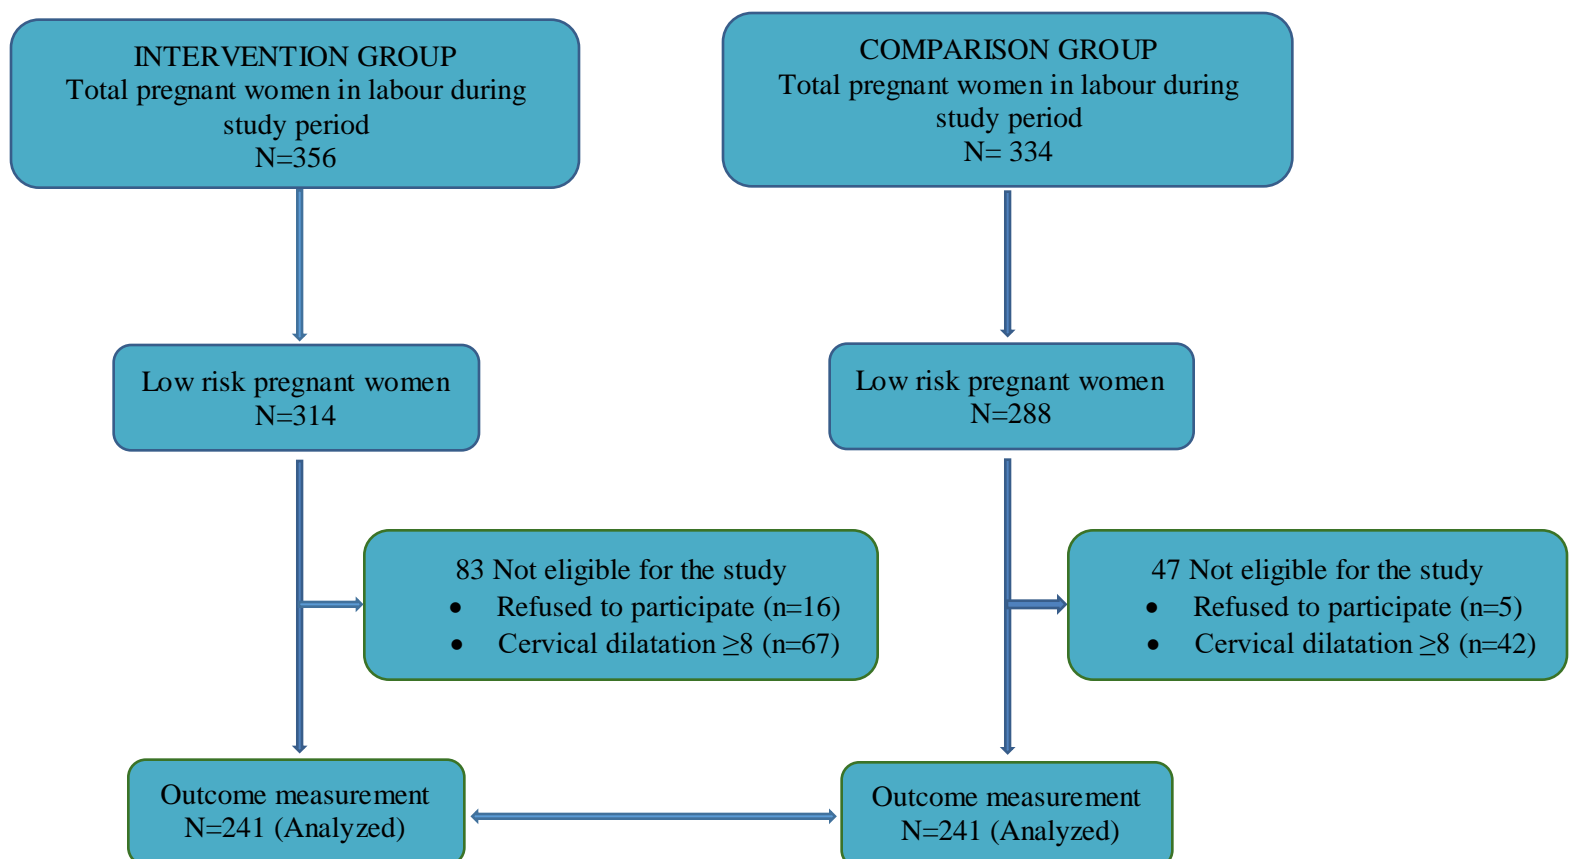 INTERVENTION GROUP
Total pregnant women in labour during
study period
N=356
COMPARISON GROUP
Total pregnant women in labour during
study period
N= 334
Low risk pregnant women
N=314
Low risk pregnant women
N=288
83 Not eligible for the study
• Refused to participate (n=16)
• Cervical dilatation ≥8 (n=67)
47 Not eligible for the study
• Refused to participate (n=5)
• Cervical dilatation ≥8 (n=42)
Outcome measurement
N=241 (Analyzed)
Outcome measurement
N=241 (Analyzed)